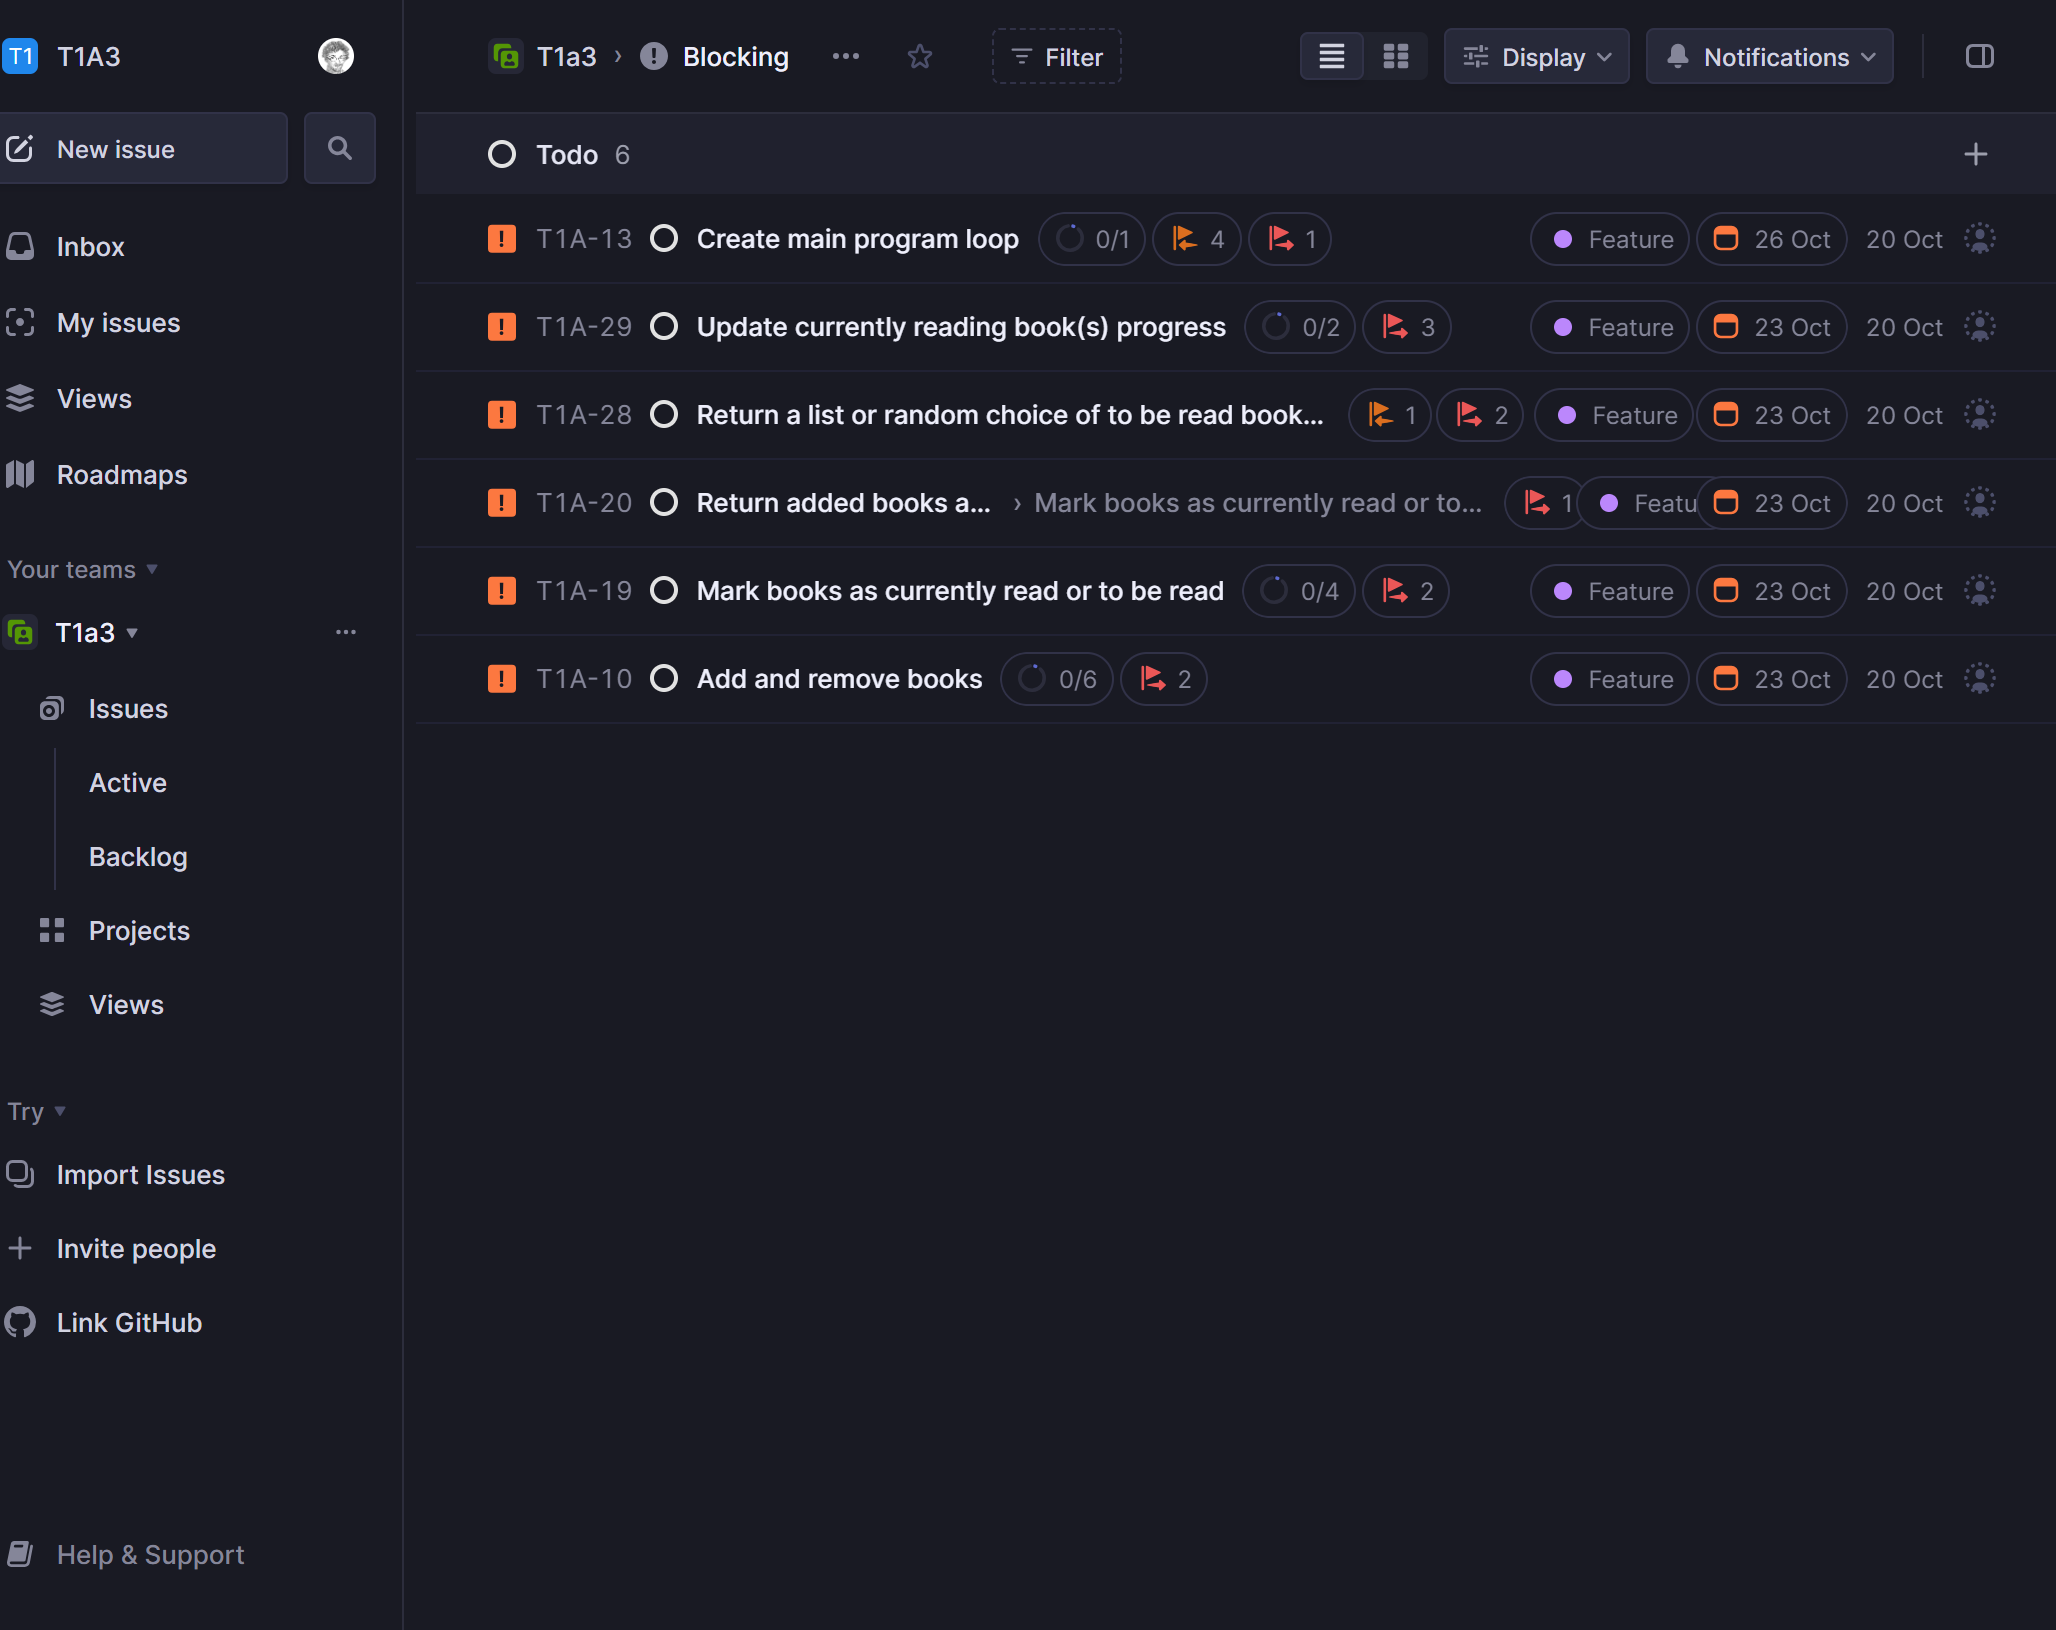 T1 T1A3
New issue
Inbox
My issues
Views
Roadmaps
Your teams
T1a3
Issues
Active
Backlog
Projects
Views
Try
Import Issues
Invite people
Link GitHub
Help & Support
T1a3 › Blocking ... Filter Display Notifications
Todo 6
T1A-13 Create main program loop 0/1 4 1 Feature 26 Oct 20 Oct
T1A-29 Update currently reading book(s) progress 0/2 3 Feature 23 Oct 20 Oct
T1A-28 Return a list or random choice of to be read book... 1 2 Feature 23 Oct 20 Oct
T1A-20 Return added books a... › Mark books as currently read or to... 1 Featu 23 Oct 20 Oct
T1A-19 Mark books as currently read or to be read 0/4 2 Feature 23 Oct 20 Oct
T1A-10 Add and remove books 0/6 2 Feature 23 Oct 20 Oct